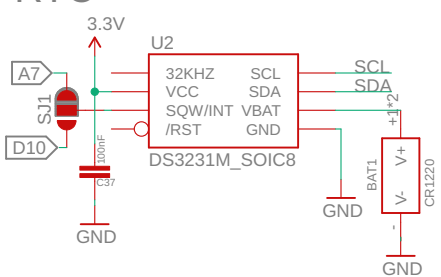 3.3V
U2
A7
SJ1
D10
32KHZ
VCC
SQW/INT
/RST
SCL
SDA
VBAT
GND
SCL
SDA
DS3231M_SOIC8
100nF
C37
GND
GND
+1*2
BAT1
V+
V-
CR1220
-
GND